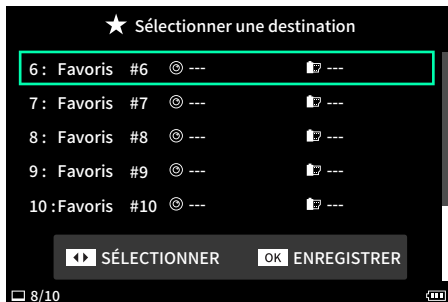 Sélectionner une destination
6 : Favoris #6 --- ---
7 : Favoris #7 --- ---
8 : Favoris #8 --- ---
9 : Favoris #9 --- ---
10 :Favoris #10 --- ---
SÉLECTIONNER OK ENREGISTRER
8/10